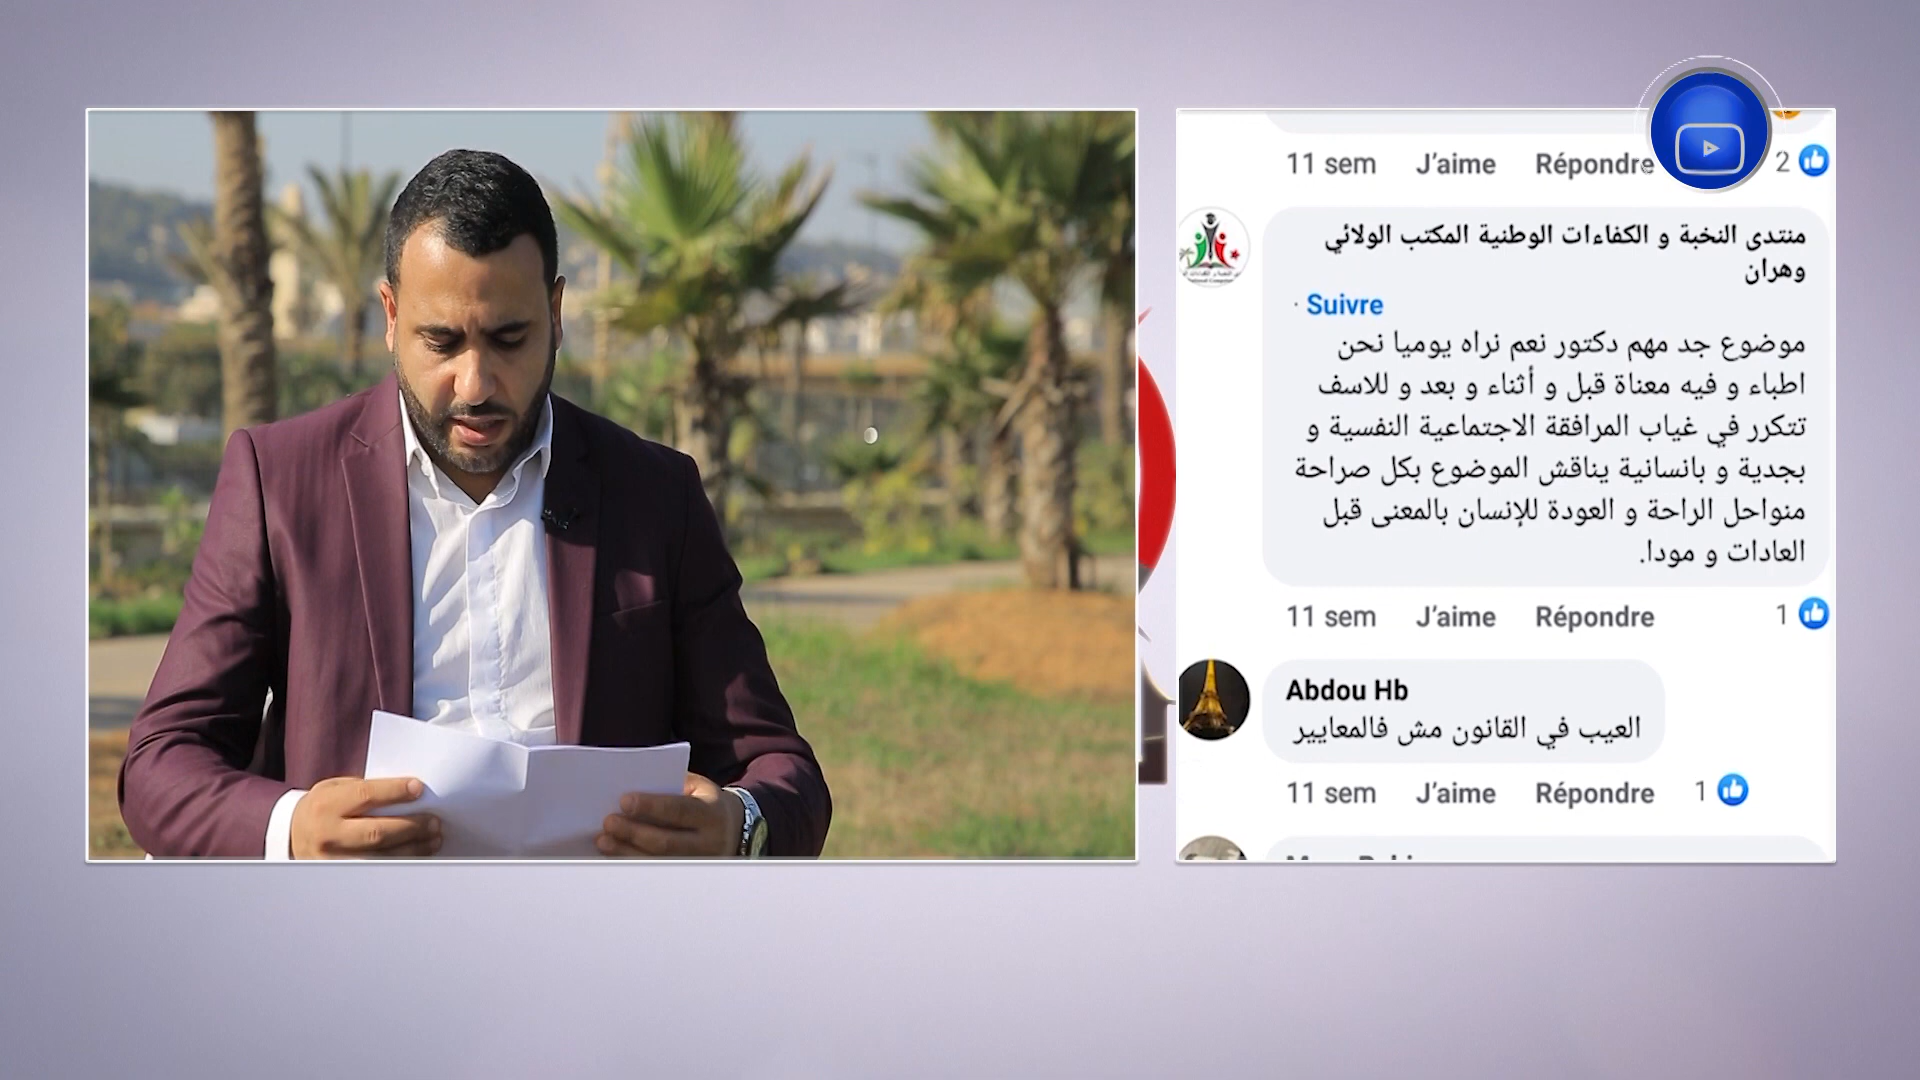 11 sem J’aime Répondre 2
منتدى النخبة و الكفاءات الوطنية المكتب الولائي
وهران
· Suivre
موضوع جد مهم دكتور نعم نراه يوميا نحن
اطباء و فيه معناة قبل و أثناء و بعد و للاسف
تتكرر في غياب المرافقة الاجتماعية النفسية و
بجدية و بانسانية يناقش الموضوع بكل صراحة
منواحل الراحة و العودة للإنسان بالمعنى قبل
العادات و مودا.
11 sem J’aime Répondre 1
Abdou Hb
العيب في القانون مش فالمعايير
11 sem J’aime Répondre 1